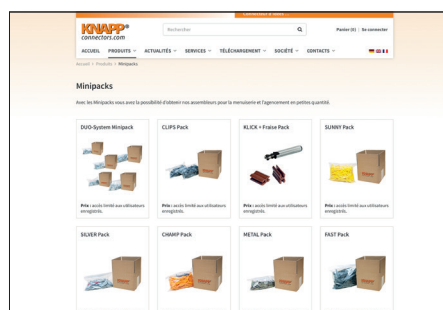 KNAPP®
connectors.com
Rechercher
Panier (0) | Se connecter
ACCUEIL PRODUITS ACTUALITÉS SERVICES TÉLÉCHARGEMENT SOCIÉTÉ CONTACTS
Accueil > Produits > Minipacks
Minipacks
Avec les Minipacks vous avez la possibilité d'obtenir nos assembleurs pour la menuiserie et l'agencement en petites quantité.
DUO-System Minipack
CLIPS Pack
KLICK + Fraise Pack
SUNNY Pack
Prix : accès limité aux utilisateurs
enregistrés.
Prix : accès limité aux utilisateurs
enregistrés.
Prix : accès limité aux utilisateurs
enregistrés.
Prix : accès limité aux utilisateurs
enregistrés.
SILVER Pack
CHAMP Pack
METAL Pack
FAST Pack